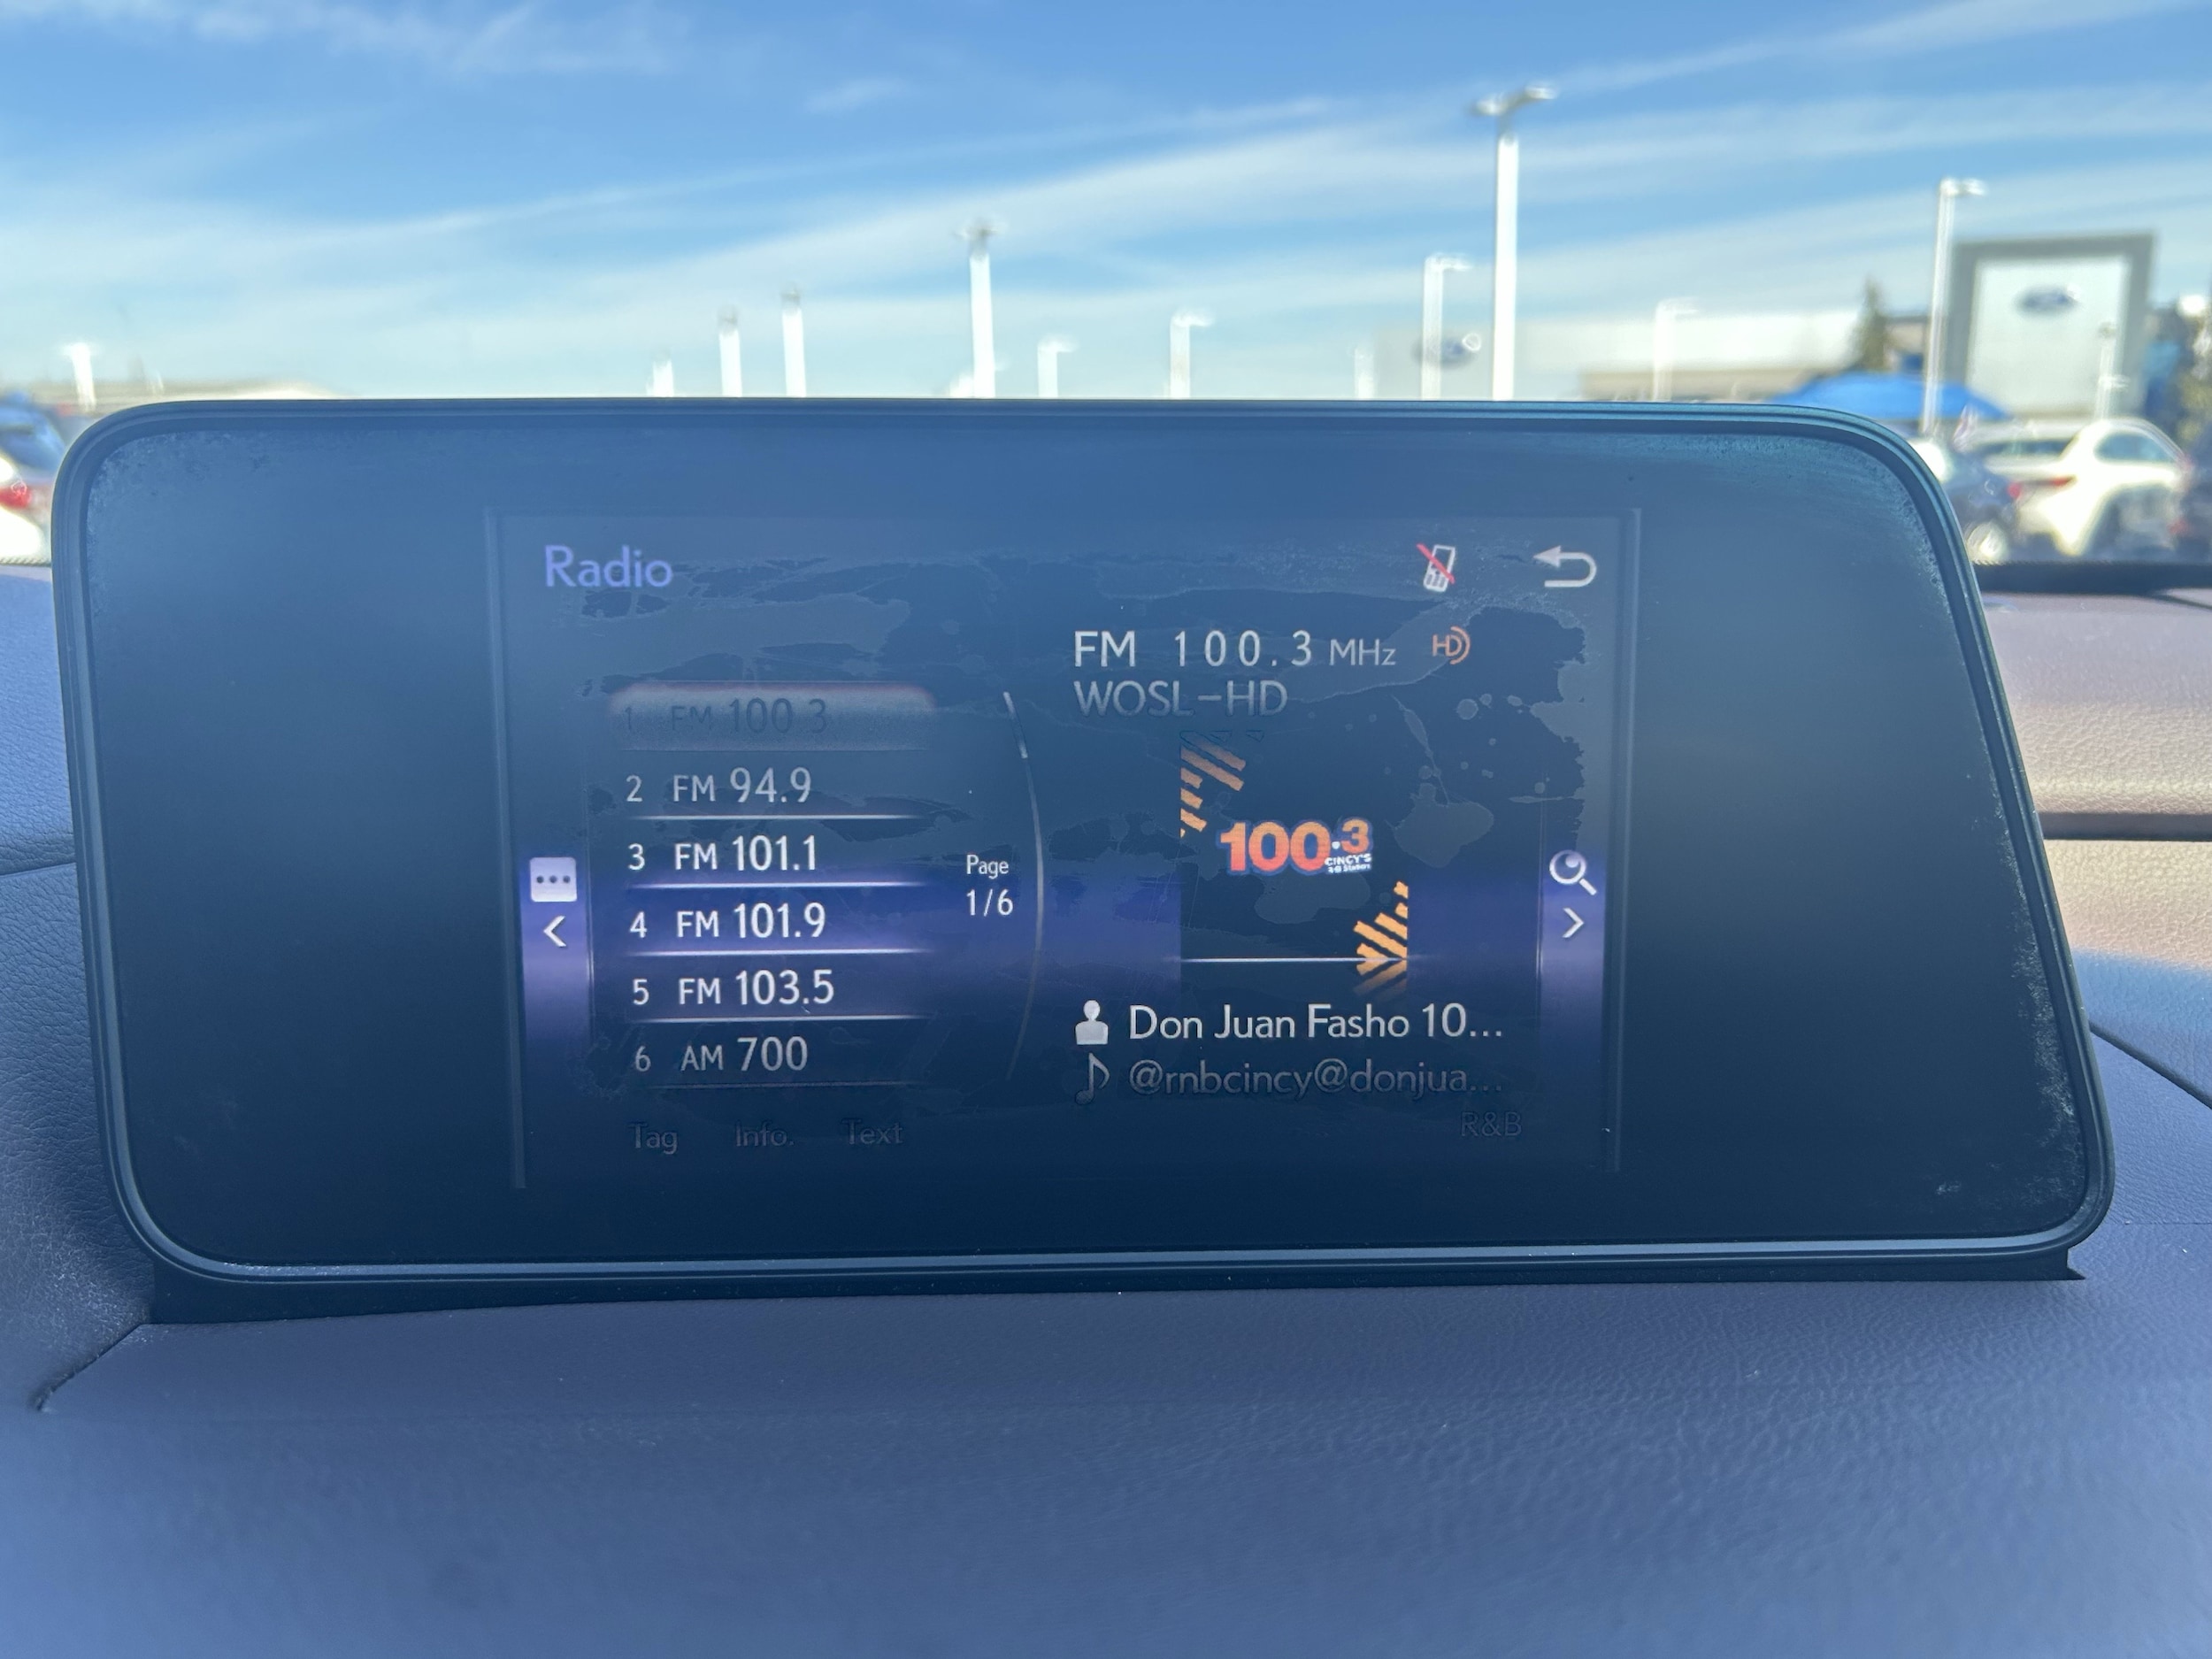 Radio
FM 100.3 MHz HD
WOSL-HD
1 FM 100.3
2 FM 94.9
3 FM 101.1
4 FM 101.9
5 FM 103.5
6 AM 700
Page
1/6
100.3
CINCY'S
Don Juan Fasho 10...
@rnbcincy@donjua...
R&B
Tag Info. Text